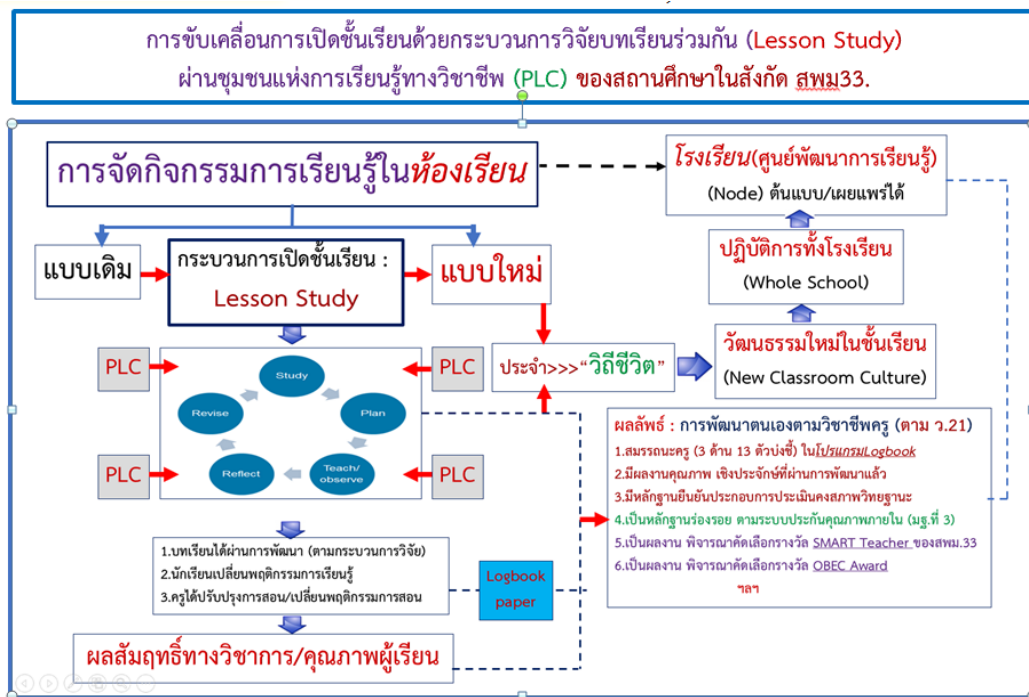 การขับเคลื่อนการเปิดชั้นเรียนด้วยกระบวนการวิจัยบทเรียนร่วมกัน (Lesson Study)
ผ่านชุมชนแห่งการเรียนรู้ทางวิชาชีพ (PLC) ของสถานศึกษาในสังกัด สพม33.
การจัดกิจกรรมการเรียนรู้ในห้องเรียน
โรงเรียน(ศูนย์พัฒนาการเรียนรู้)
(Node) ต้นแบบ/เผยแพร่ได้
แบบเดิม
กระบวนการเปิดชั้นเรียน :
Lesson Study
แบบใหม่
ปฏิบัติการทั้งโรงเรียน
(Whole School)
PLC
PLC
Study
Plan
Teach/
observe
Reflect
Revise
PLC
PLC
ประจำ>>>“วิถีชีวิต”
วัฒนธรรมใหม่ในชั้นเรียน
(New Classroom Culture)
ผลลัพธ์ : การพัฒนาตนเองตามวิชาชีพครู (ตาม ว.21)
1.สมรรถนะครู (3 ด้าน 13 ตัวบ่งชี้) ในโปรแกรมLogbook
2.มีผลงานคุณภาพ เชิงประจักษ์ที่ผ่านการพัฒนาแล้ว
3.มีหลักฐานยืนยันประกอบการประเมินคงสภาพวิทยฐานะ
4.เป็นหลักฐานร่องรอย ตามระบบประกันคุณภาพภายใน (มฐ.ที่ 3)
5.เป็นผลงาน พิจารณาคัดเลือกรางวัล SMART Teacher ของสพม.33
6.เป็นผลงาน พิจารณาคัดเลือกรางวัล OBEC Award
ฯลฯ
1.บทเรียนได้ผ่านการพัฒนา (ตามกระบวนการวิจัย)
2.นักเรียนเปลี่ยนพฤติกรรมการเรียนรู้
3.ครูได้ปรับปรุงการสอน/เปลี่ยนพฤติกรรมการสอน
Logbook
paper
ผลสัมฤทธิ์ทางวิชาการ/คุณภาพผู้เรียน